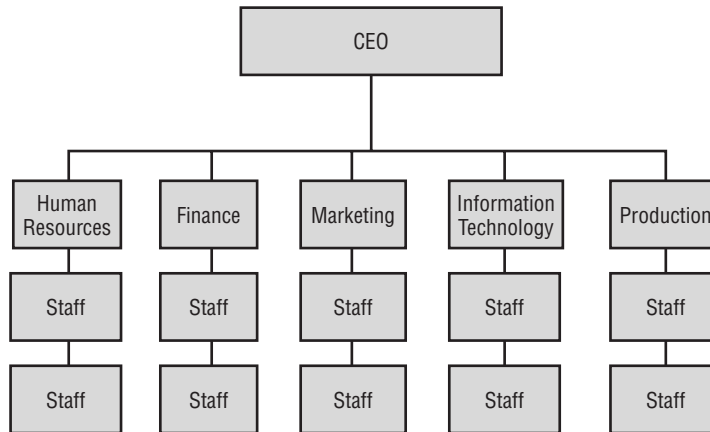 CEO
Human
Resources
Finance
Marketing
Information
Technology
Production
Staff
Staff
Staff
Staff
Staff
Staff
Staff
Staff
Staff
Staff